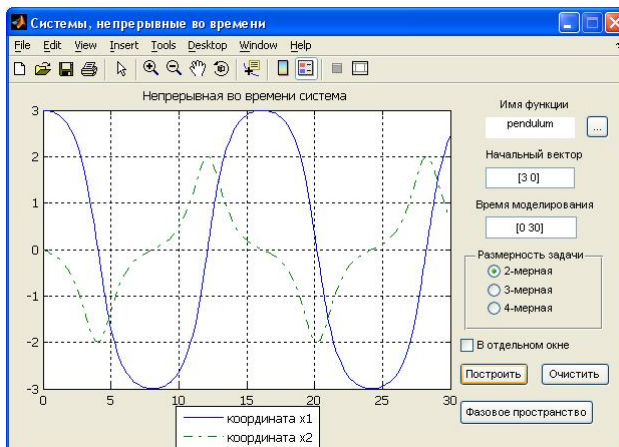 Системы, непрерывные во времени
File Edit View Insert Tools Desktop Window Help
Непрерывная во времени система
3
2
1
0
-1
-2
-3
0 5 10 15 20 25 30
координата x1
координата x2
Имя функции
pendulum
...
Начальный вектор
[3 0]
Время моделирования
[0 30]
Размерность задачи
2-мерная
3-мерная
4-мерная
В отдельном окне
Построить Очистить
Фазовое пространство